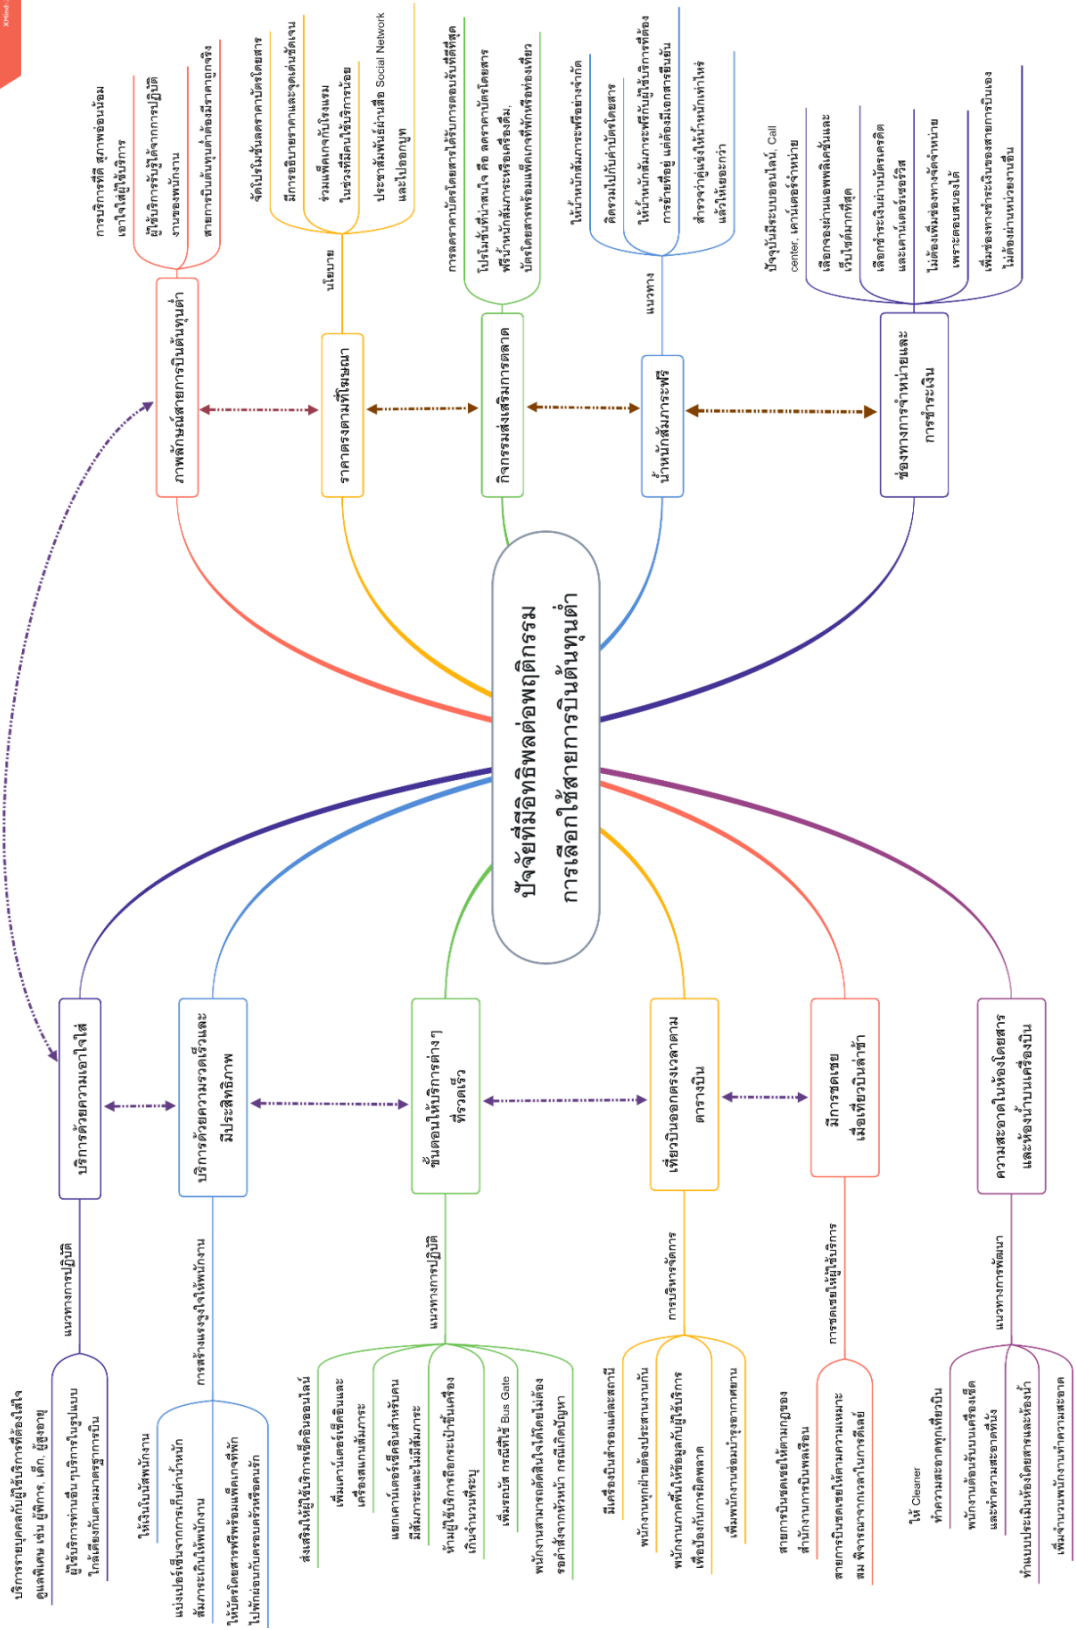 XMind
ปัจจัยที่มีอิทธิพลต่อพฤติกรรม
การเลือกใช้สายการบินต้นทุนต่ำ
ภาพลักษณ์สายการบินต้นทุนต่ำ
การบริการที่ดี สุภาพอ่อนน้อม
เอาใจใส่ผู้ใช้บริการ
ผู้ใช้บริการรับรู้ได้จากการปฏิบัติ
งานของพนักงาน
สายการบินต้นทุนต่ำต้องมีราคาถูกจริง
ราคาตรงตามที่โฆษณา
นโยบาย
จัดโปรโมชั่นลดราคาบัตรโดยสาร
มีการอธิบายราคาและจุดเด่นชัดเจน
ร่วมแพ็คเกจกับโรงแรม
ในช่วงที่มีคนใช้บริการน้อย
ประชาสัมพันธ์ผ่านสื่อ Social Network
และไปออกบูท
กิจกรรมส่งเสริมการตลาด
การลดราคาบัตรโดยสารได้รับการตอบรับที่ดีที่สุด
โปรโมชั่นที่น่าสนใจ คือ ลดราคาบัตรโดยสาร
ฟรีน้ำหนักสัมภาระหรือเครื่องดื่ม,
บัตรโดยสารพร้อมแพ็คเกจที่พักหรือท่องเที่ยว
น้ำหนักสัมภาระฟรี
แนวทาง
ให้น้ำหนักสัมภาระฟรีอย่างจำกัด
คิดรวมไปกับค่าบัตรโดยสาร
ให้น้ำหนักสัมภาระฟรีกับผู้ใช้บริการที่ต้อง
การย้ายที่อยู่ แต่ต้องมีเอกสารยืนยัน
สำรวจว่าคู่แข่งให้น้ำหนักเท่าไหร่
แล้วให้เยอะกว่า
ช่องทางการจำหน่ายและ
การชำระเงิน
ปัจจุบันมีระบบออนไลน์, Call
center, เคาน์เตอร์จำหน่าย
เลือกจองผ่านแอพพลิเคชั่นและ
เว็บไซต์มากที่สุด
เลือกชำระเงินผ่านบัตรเครดิต
และเคาน์เตอร์เซอร์วิส
ไม่ต้องเพิ่มช่องทางจัดจำหน่าย
เพราะตอบสนองได้
เพิ่มช่องทางชำระเงินของสายการบินเอง
ไม่ต้องผ่านหน่วยงานอื่น
บริการด้วยความเอาใจใส่
แนวทางการปฏิบัติ
บริการรายบุคคลกับผู้ใช้บริการที่ต้องใส่ใจ
ดูแลพิเศษ เช่น ผู้พิการ, เด็ก, ผู้สูงอายุ
ผู้ใช้บริการท่านอื่นๆบริการในรูปแบบ
ใกล้เคียงกันตามมาตรฐาการบิน
บริการด้วยความรวดเร็วและ
มีประสิทธิภาพ
การสร้างแรงจูงใจให้พนักงาน
ให้เงินโบนัสพนักงาน
แบ่งเปอร์เซ็นจากการเก็บค่าน้ำหนัก
สัมภาระเกินให้พนักงาน
ให้บัตรโดยสารฟรีพร้อมแพ็คเกจที่พัก
ไปพักผ่อนกับครอบครัวหรือคนรัก
ขั้นตอนให้บริการต่างๆ
ที่รวดเร็ว
แนวทางการปฏิบัติ
ส่งเสริมให้ผู้ใช้บริการเช็คอินออนไลน์
เพิ่มเคาน์เตอร์เช็คอินและ
เครื่องสแกนสัมภาระ
แยกเคาน์เตอร์เช็คอินสำหรับคน
มีสัมภาระและไม่มีสัมภาระ
ห้ามผู้ใช้บริการถือกระเป๋าขึ้นเครื่อง
เกินจำนวนที่ระบุ
เพิ่มรถบัส กรณีที่ใช้ Bus Gate
พนักงานสามารถตัดสินใจได้โดยไม่ต้อง
รอคำสั่งจากหัวหน้า กรณีเกิดปัญหา
เที่ยวบินออกตรงเวลาตาม
ตารางบิน
การบริหารจัดการ
มีเครื่องบินสำรองแต่ละสถานี
พนักงานทุกฝ่ายต้องประสานงานกัน
พนักงานภาคพื้นให้ข้อมูลกับผู้ใช้บริการ
เพื่อป้องกันการผิดพลาด
เพิ่มพนักงานซ่อมบำรุงอากาศยาน
มีการชดเชย
เมื่อเที่ยวบินล่าช้า
การชดเชยให้ผู้ใช้บริการ
สายการบินชดเชยให้ตามกฎของ
สำนักงานการบินพลเรือน
สายการบินชดเชยให้ตามความเหมาะ
สม พิจารณาจากเวลาในการดีเลย์
ความสะอาดในห้องโดยสาร
และห้องน้ำบนเครื่องบิน
แนวทางการพัฒนา
ให้ Cleaner
ทำความสะอาดทุกเที่ยวบิน
พนักงานต้อนรับบนเครื่องเช็ค
และทำความสะอาดที่นั่ง
ทำแบบประเมินห้องโดยสารและห้องน้ำ
เพิ่มจำนวนพนักงานทำความสะอาด